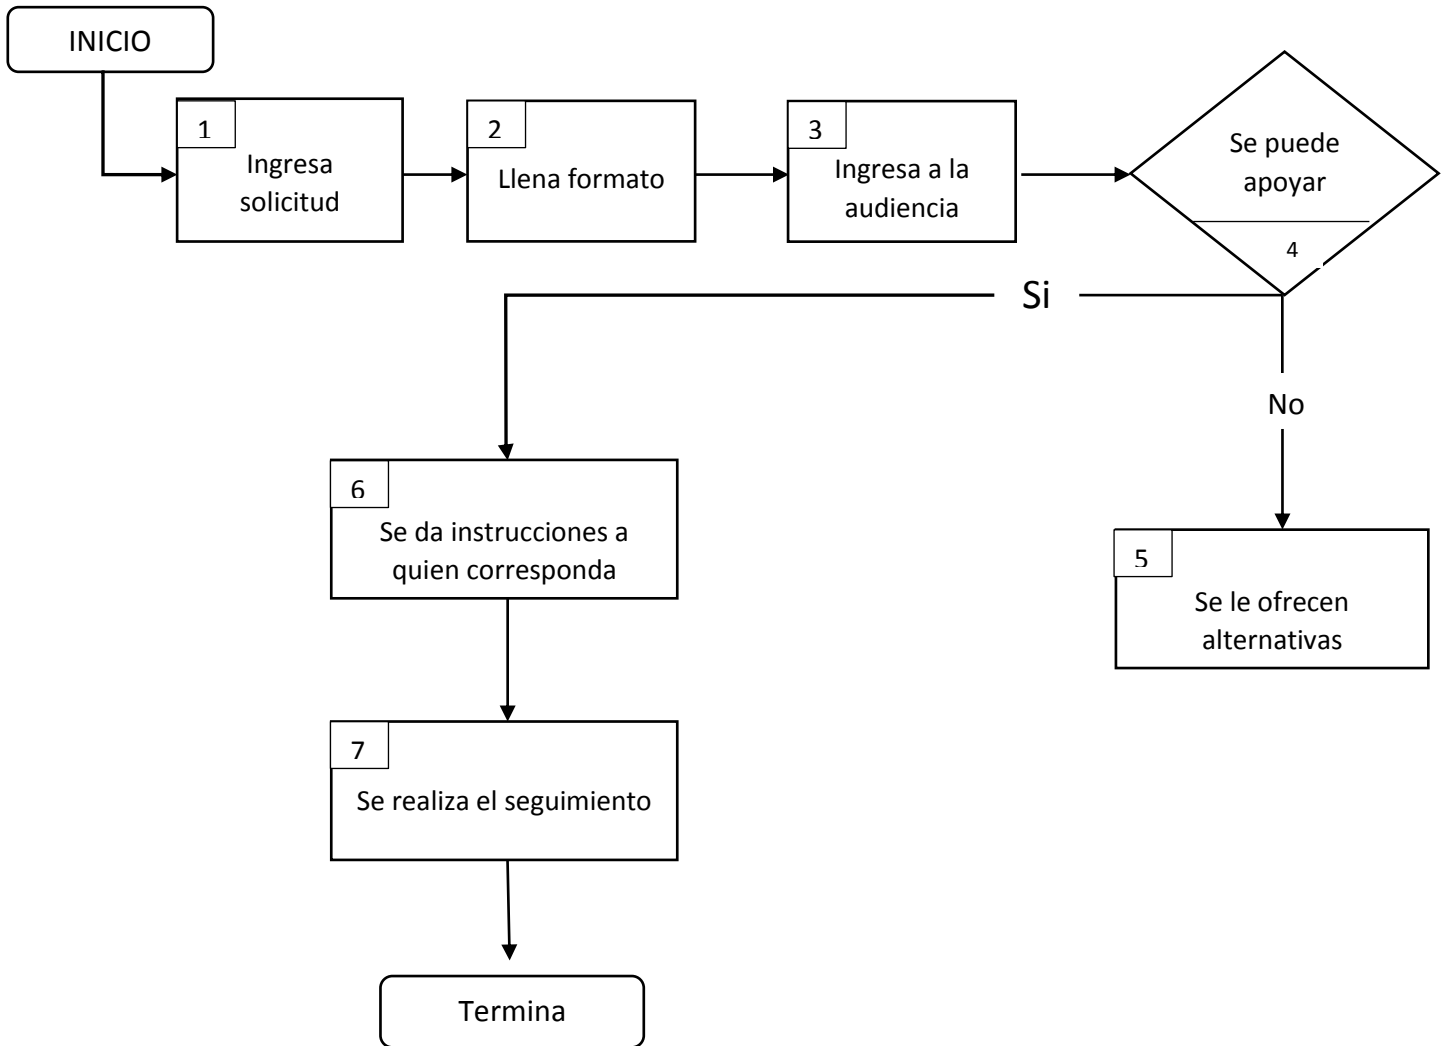 INICIO
1
Ingresa
solicitud
2
Llena formato
3
Ingresa a la
audiencia
Se puede
apoyar
4
Si
No
6
Se da instrucciones a
quien corresponda
5
Se le ofrecen
alternativas
7
Se realiza el seguimiento
Termina